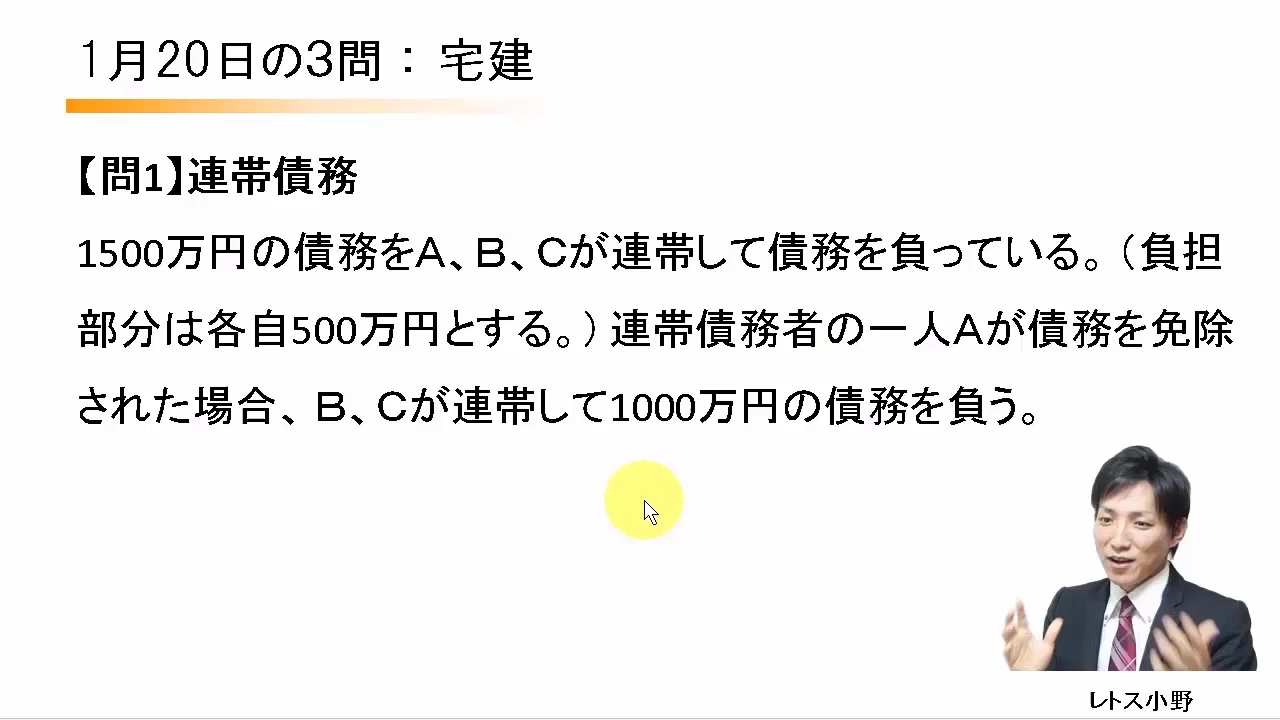 1月20日の3問：宅建
【問1】連帯債務
1500万円の債務をＡ、Ｂ、Ｃが連帯して債務を負っている。（負担
部分は各自500万円とする。）連帯債務者の一人Ａが債務を免除
された場合、Ｂ、Ｃが連帯して1000万円の債務を負う。
レトス小野